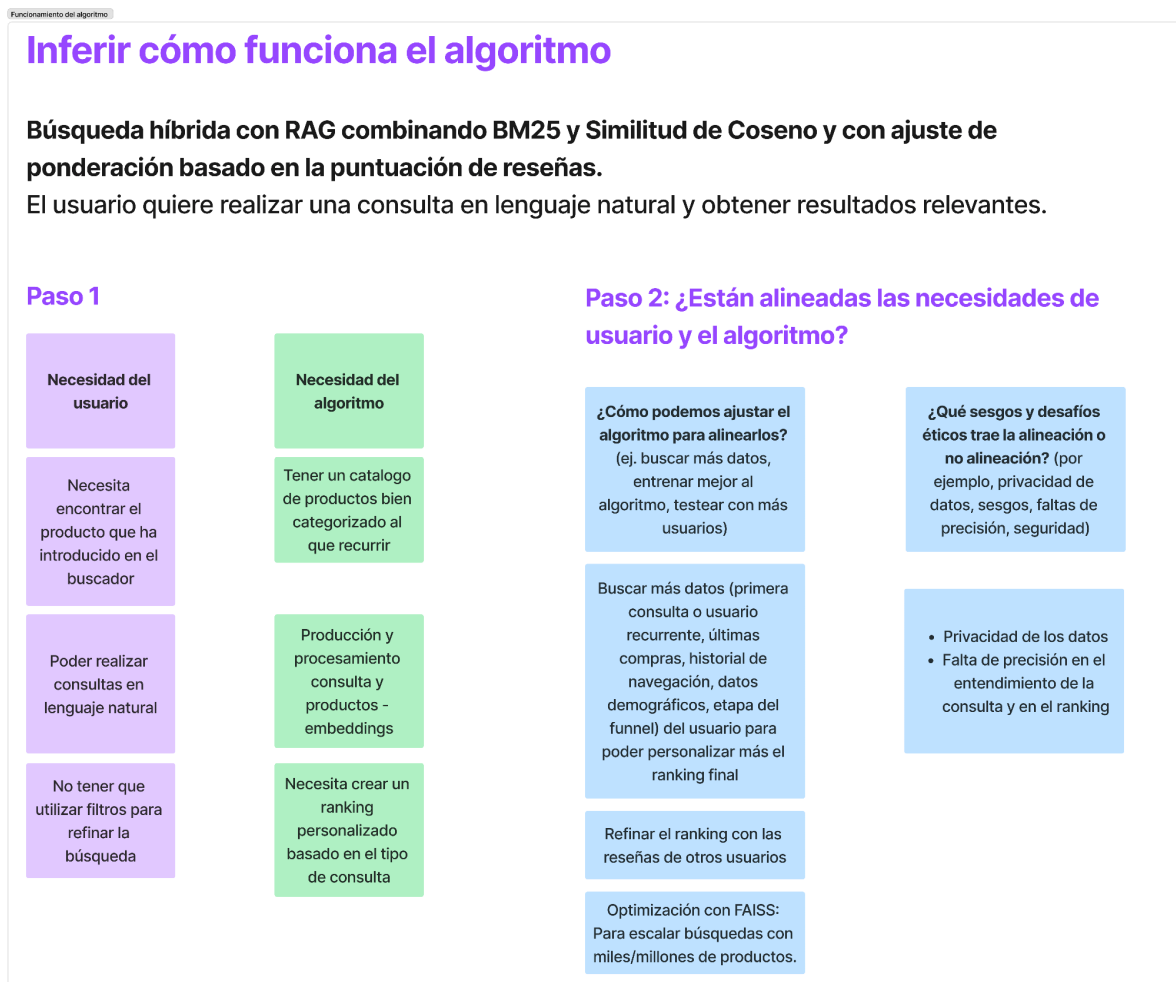 Funcionamiento del algoritmo
Inferir cómo funciona el algoritmo
Búsqueda híbrida con RAG combinando BM25 y Similitud de Coseno y con ajuste de
ponderación basado en la puntuación de reseñas.
El usuario quiere realizar una consulta en lenguaje natural y obtener resultados relevantes.
Paso 1
Necesidad del
usuario
Necesidad del
algoritmo
Necesita
encontrar el
producto que ha
introducido en el
buscador
Tener un catalogo
de productos bien
categorizado al
que recurrir
Poder realizar
consultas en
lenguaje natural
Producción y
procesamiento
consulta y
productos -
embeddings
No tener que
utilizar filtros para
refinar la
búsqueda
Necesita crear un
ranking
personalizado
basado en el tipo
de consulta
Paso 2: ¿Están alineadas las necesidades de
usuario y el algoritmo?
¿Cómo podemos ajustar el
algoritmo para alinearlos?
(ej. buscar más datos,
entrenar mejor al
algoritmo, testear con más
usuarios)
¿Qué sesgos y desafíos
éticos trae la alineación o
no alineación? (por
ejemplo, privacidad de
datos, sesgos, faltas de
precisión, seguridad)
Buscar más datos (primera
consulta o usuario
recurrente, últimas
compras, historial de
navegación, datos
demográficos, etapa del
funnel) del usuario para
poder personalizar más el
ranking final
• Privacidad de los datos
• Falta de precisión en el
entendimiento de la
consulta y en el ranking
Refinar el ranking con las
reseñas de otros usuarios
Optimización con FAISS:
Para escalar búsquedas con
miles/millones de productos.